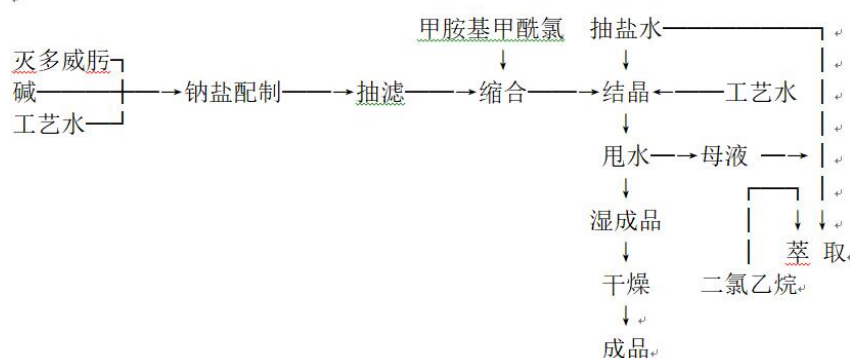 甲胺基甲酰氯 抽盐水
灭多威肟
碱 钠盐配制 抽滤 缩合 结晶 工艺水
工艺水
甩水 母液
湿成品
萃 取
干燥 二氯乙烷
成品